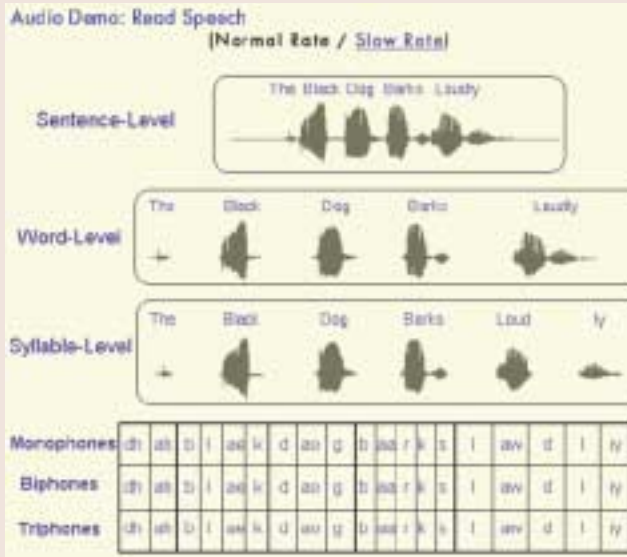 Audio Demo: Read Speech
(Normal Rate / Slow Rate)
The Black Dog Barks Loudly
Sentence-Level
The Black Dog Barks Loudly
Word-Level
The Black Dog Barks Loud ly
Syllable-Level
Monophones dh ah b l ae k d ao g b aa r k s l aw d l iy
Biphones dh ah b l ae k d ao g b aa r k s l aw d l iy
Triphones dh ah b l ae k d ao g b aa r k s l aw d l iy